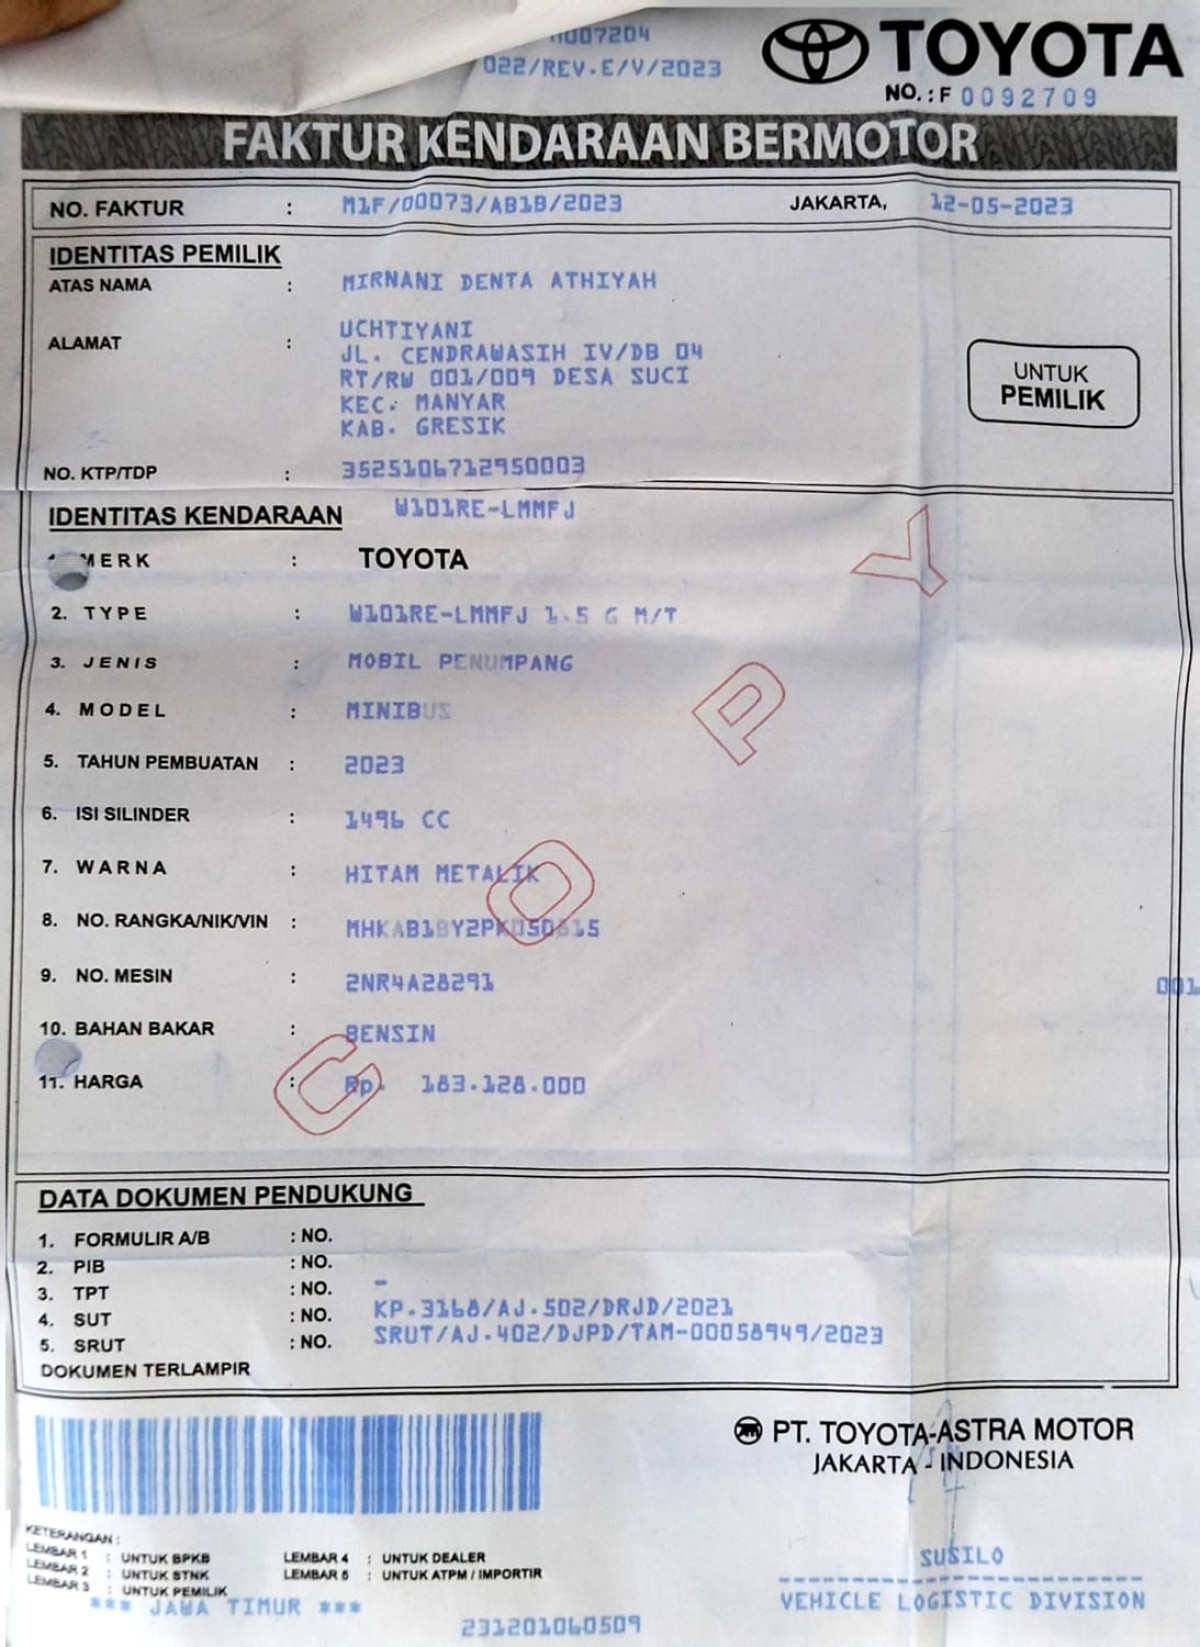 TOYOTA
022/REV.E/V/2023
NO. : F 0092709
FAKTUR KENDARAAN BERMOTOR
NO. FAKTUR : M1F/00073/AB1B/2023 JAKARTA, 12-05-2023
IDENTITAS PEMILIK
ATAS NAMA : MIRNANI DENTA ATHIYAH
UCHTIYANI
ALAMAT : JL. CENDRAWASIH IV/DB 04
RT/RW 001/009 DESA SUCI
KEC. MANYAR
KAB. GRESIK
UNTUK
PEMILIK
NO. KTP/TDP : 3525106712950003
IDENTITAS KENDARAAN W101RE-LMMFJ
MERK : TOYOTA
2. TYPE : W101RE-LMMFJ 1.5 G M/T
3. JENIS : MOBIL PENUMPANG
4. MODEL : MINIBUS
5. TAHUN PEMBUATAN : 2023
6. ISI SILINDER : 1496 CC
7. WARNA : HITAM METALIK
8. NO. RANGKA/NIK/VIN :
9. NO. MESIN : 2NR4A28291
10. BAHAN BAKAR : BENSIN
11. HARGA : Rp. 183.128.000
COPY
DATA DOKUMEN PENDUKUNG
1. FORMULIR A/B : NO.
2. PIB : NO.
3. TPT : NO. -
4. SUT : NO. KP.3168/AJ.502/DRJD/2021
5. SRUT : NO. SRUT/AJ.402/DJPD/TAM-00058949/2023
DOKUMEN TERLAMPIR
PT. TOYOTA-ASTRA MOTOR
JAKARTA - INDONESIA
KETERANGAN :
LEMBAR 1 : UNTUK BPKB LEMBAR 4 : UNTUK DEALER
LEMBAR 2 : UNTUK STNK LEMBAR 5 : UNTUK ATPM / IMPORTIR
LEMBAR 3 : UNTUK PEMILIK
*** JAWA TIMUR ***
231201060509
SUSILO
VEHICLE LOGISTIC DIVISION